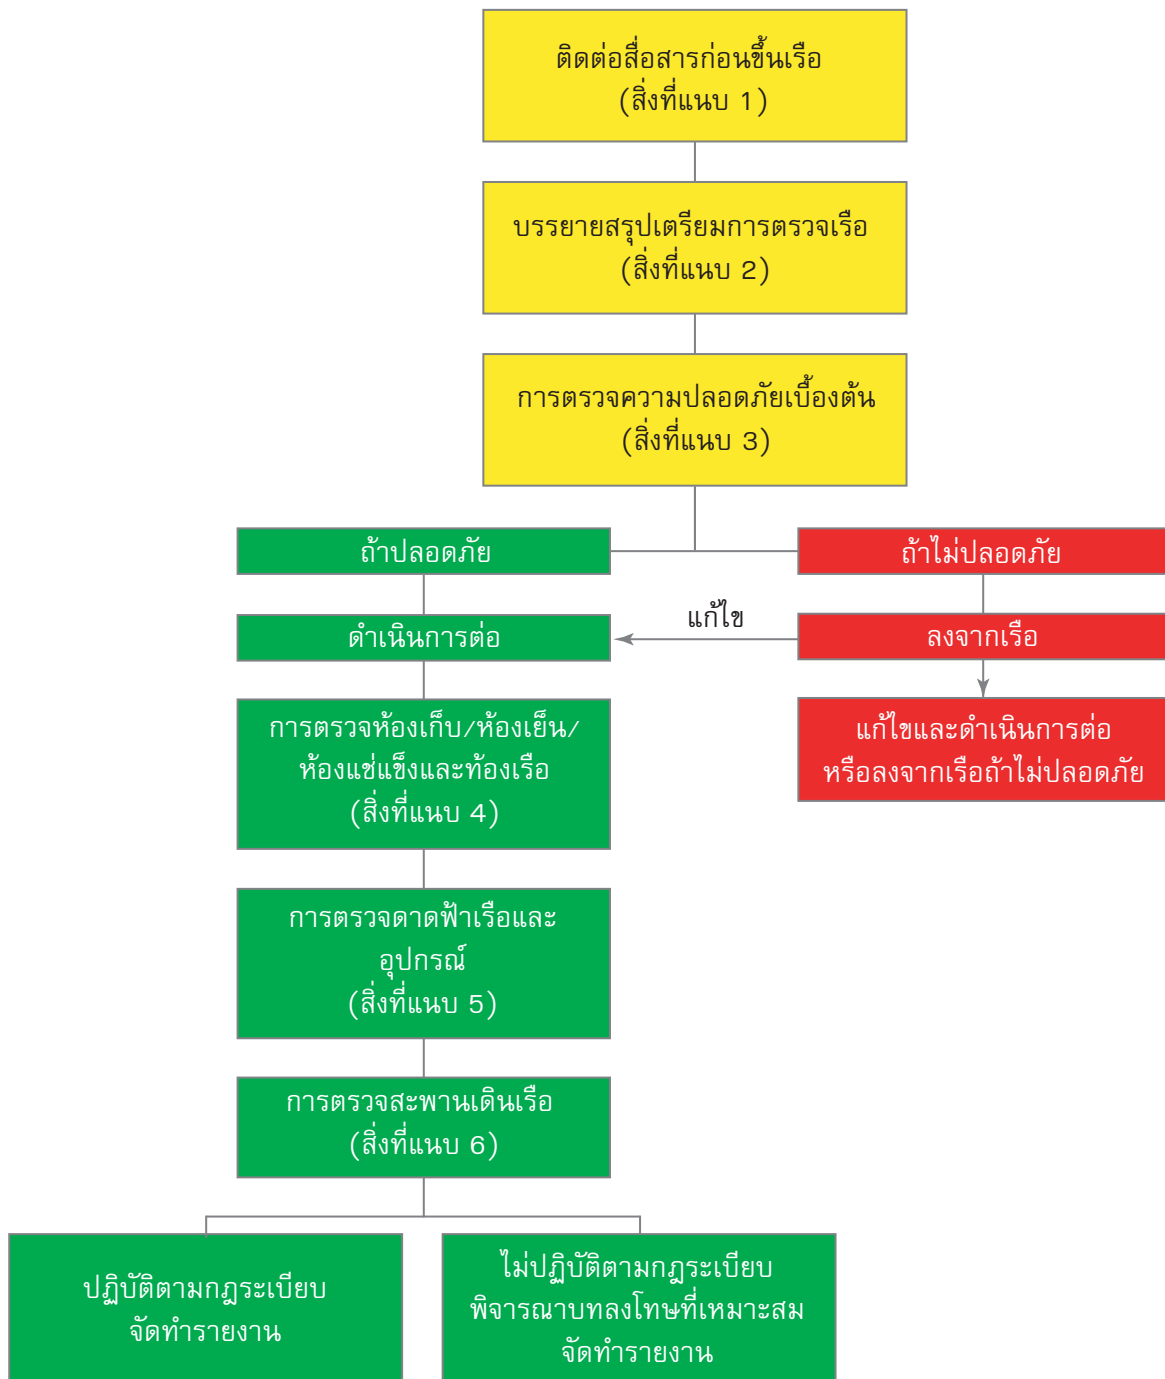 ติดต่อสื่อสารก่อนขึ้นเรือ
(สิ่งที่แนบ 1)
บรรยายสรุปเตรียมการตรวจเรือ
(สิ่งที่แนบ 2)
การตรวจความปลอดภัยเบื้องต้น
(สิ่งที่แนบ 3)
ถ้าปลอดภัย
ถ้าไม่ปลอดภัย
ดำเนินการต่อ
แก้ไข
ลงจากเรือ
แก้ไขและดำเนินการต่อ
หรือลงจากเรือถ้าไม่ปลอดภัย
การตรวจห้องเก็บ/ห้องเย็น/
ห้องแช่แข็งและท้องเรือ
(สิ่งที่แนบ 4)
การตรวจดาดฟ้าเรือและ
อุปกรณ์
(สิ่งที่แนบ 5)
การตรวจสะพานเดินเรือ
(สิ่งที่แนบ 6)
ปฏิบัติตามกฎระเบียบ
จัดทำรายงาน
ไม่ปฏิบัติตามกฎระเบียบ
พิจารณาบทลงโทษที่เหมาะสม
จัดทำรายงาน